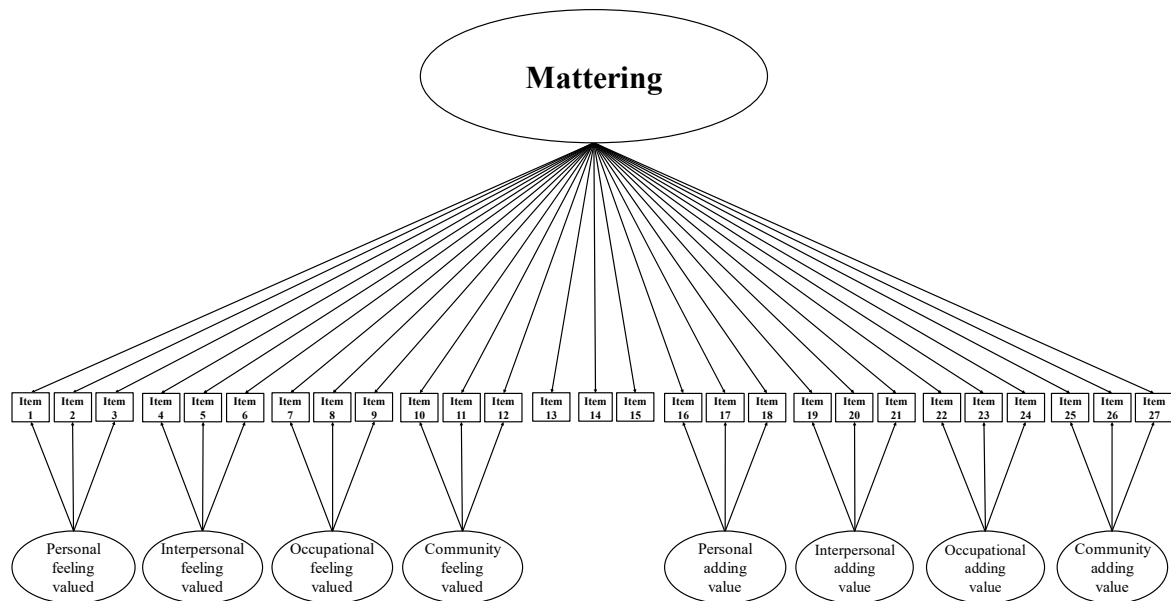 Mattering
Item
1
Item
2
Item
3
Item
4
Item
5
Item
6
Item
7
Item
8
Item
9
Item
10
Item
11
Item
12
Item
13
Item
14
Item
15
Item
16
Item
17
Item
18
Item
19
Item
20
Item
21
Item
22
Item
23
Item
24
Item
25
Item
26
Item
27
Personal
feeling
valued
Interpersonal
feeling
valued
Occupational
feeling
valued
Community
feeling
valued
Personal
adding
value
Interpersonal
adding
value
Occupational
adding
value
Community
adding
value